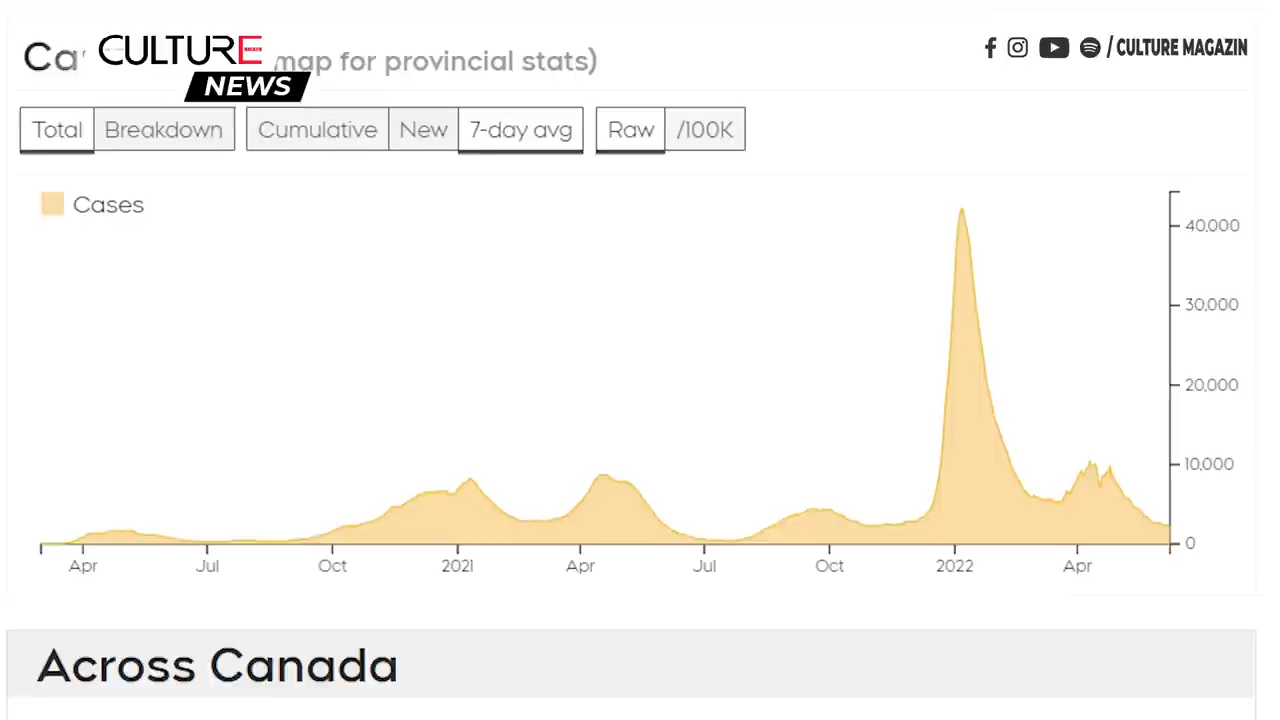 CULTURE
NEWS
map for provincial stats)
/ CULTURE MAGAZIN
Total Breakdown Cumulative New 7-day avg Raw /100K
Cases
40,000
30,000
20,000
10,000
0
Apr Jul Oct 2021 Apr Jul Oct 2022 Apr
Across Canada